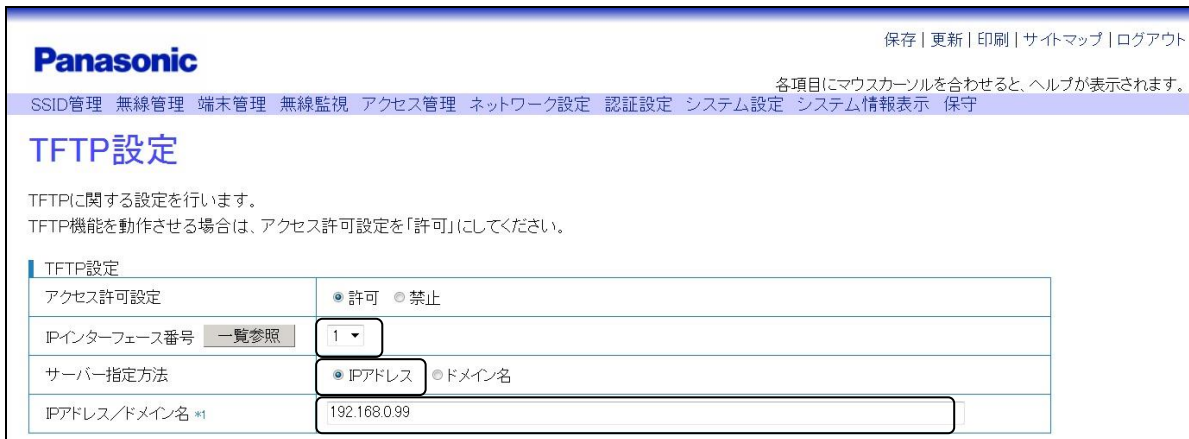 保存 | 更新 | 印刷 | サイトマップ | ログアウト
Panasonic
各項目にマウスカーソルを合わせると、ヘルプが表示されます。
SSID管理 無線管理 端末管理 無線監視 アクセス管理 ネットワーク設定 認証設定 システム設定 システム情報表示 保守
TFTP設定
TFTPに関する設定を行います。
TFTP機能を動作させる場合は、アクセス許可設定を「許可」にしてください。
TFTP設定
アクセス許可設定 許可 禁止
IPインターフェース番号 一覧参照 1
サーバー指定方法 IPアドレス ドメイン名
IPアドレス／ドメイン名 *1 192.168.0.99